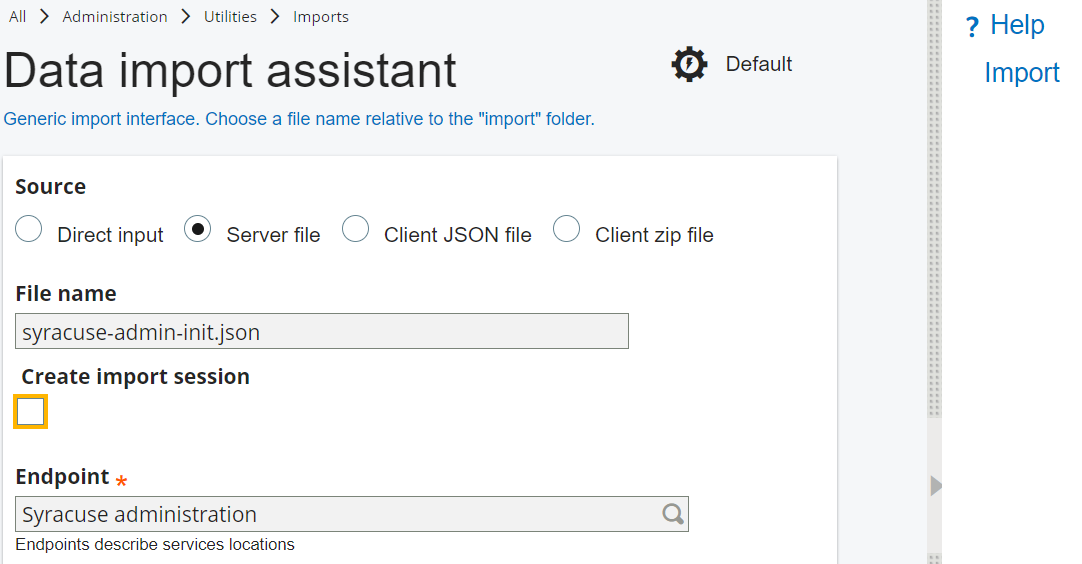 All > Administration > Utilities > Imports
? Help
Data import assistant
Default
Import
Generic import interface. Choose a file name relative to the "import" folder.
Source
Direct input Server file Client JSON file Client zip file
File name
syracuse-admin-init.json
Create import session
Endpoint *
Syracuse administration
Endpoints describe services locations